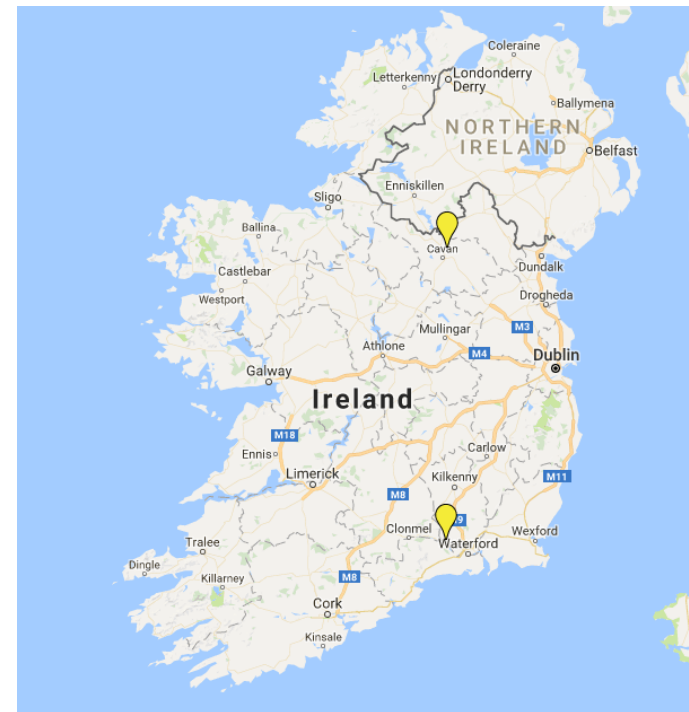 Coleraine
Letterkenny
Londonderry
Derry
Ballymena
NORTHERN
IRELAND
Belfast
Enniskillen
Sligo
Ballina
Cavan
Dundalk
Castlebar
Westport
Drogheda
Mullingar
M3
Athlone
M4
Dublin
Galway
Ireland
M18
Ennis
Carlow
Limerick
Kilkenny
M11
M8
Clonmel
9
Wexford
Waterford
Tralee
Dingle
Killarney
M8
Cork
Kinsale